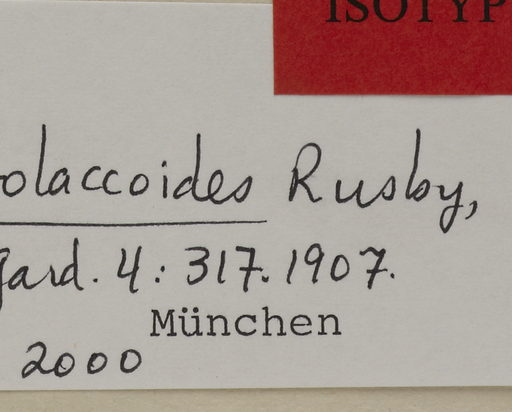 ISOTYP
olaccoides Rusby,
gard. 4: 317. 1907.
München
2000